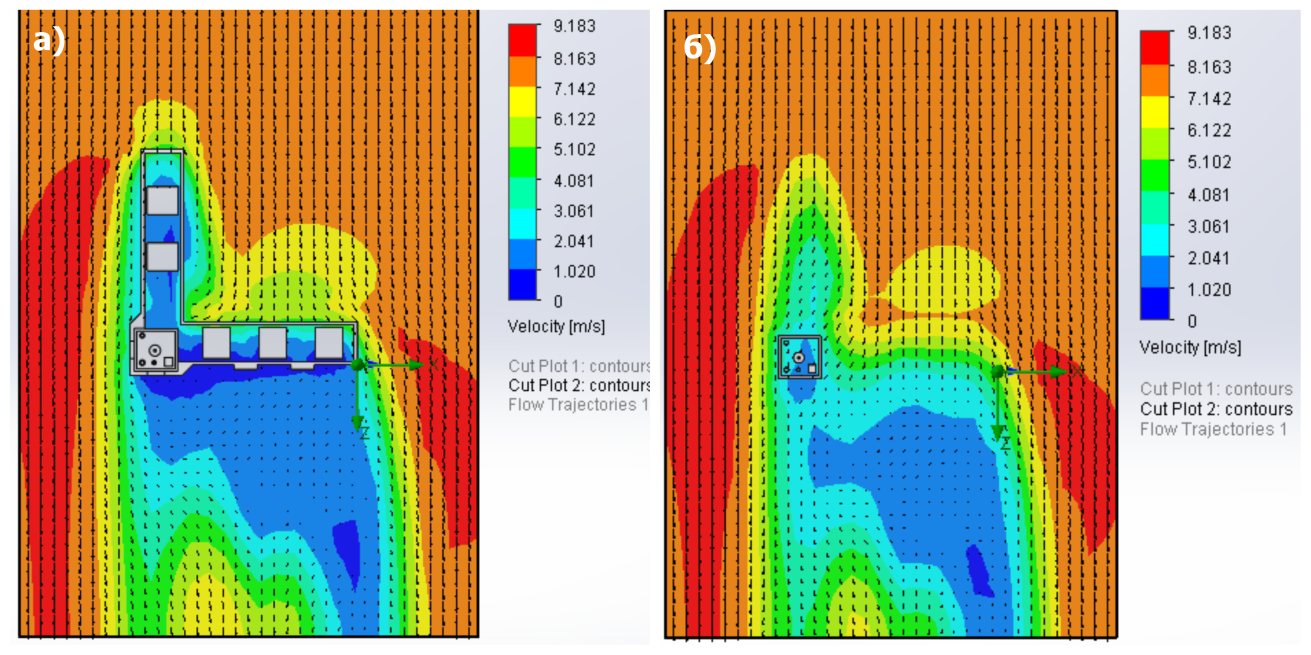 а)
9.183
8.163
7.142
6.122
5.102
4.081
3.061
2.041
1.020
0
Velocity [m/s]
Cut Plot 1: contours
Cut Plot 2: contours
Flow Trajectories 1
X
Z
б)
9.183
8.163
7.142
6.122
5.102
4.081
3.061
2.041
1.020
0
Velocity [m/s]
Cut Plot 1: contours
Cut Plot 2: contours
Flow Trajectories 1
X
Z